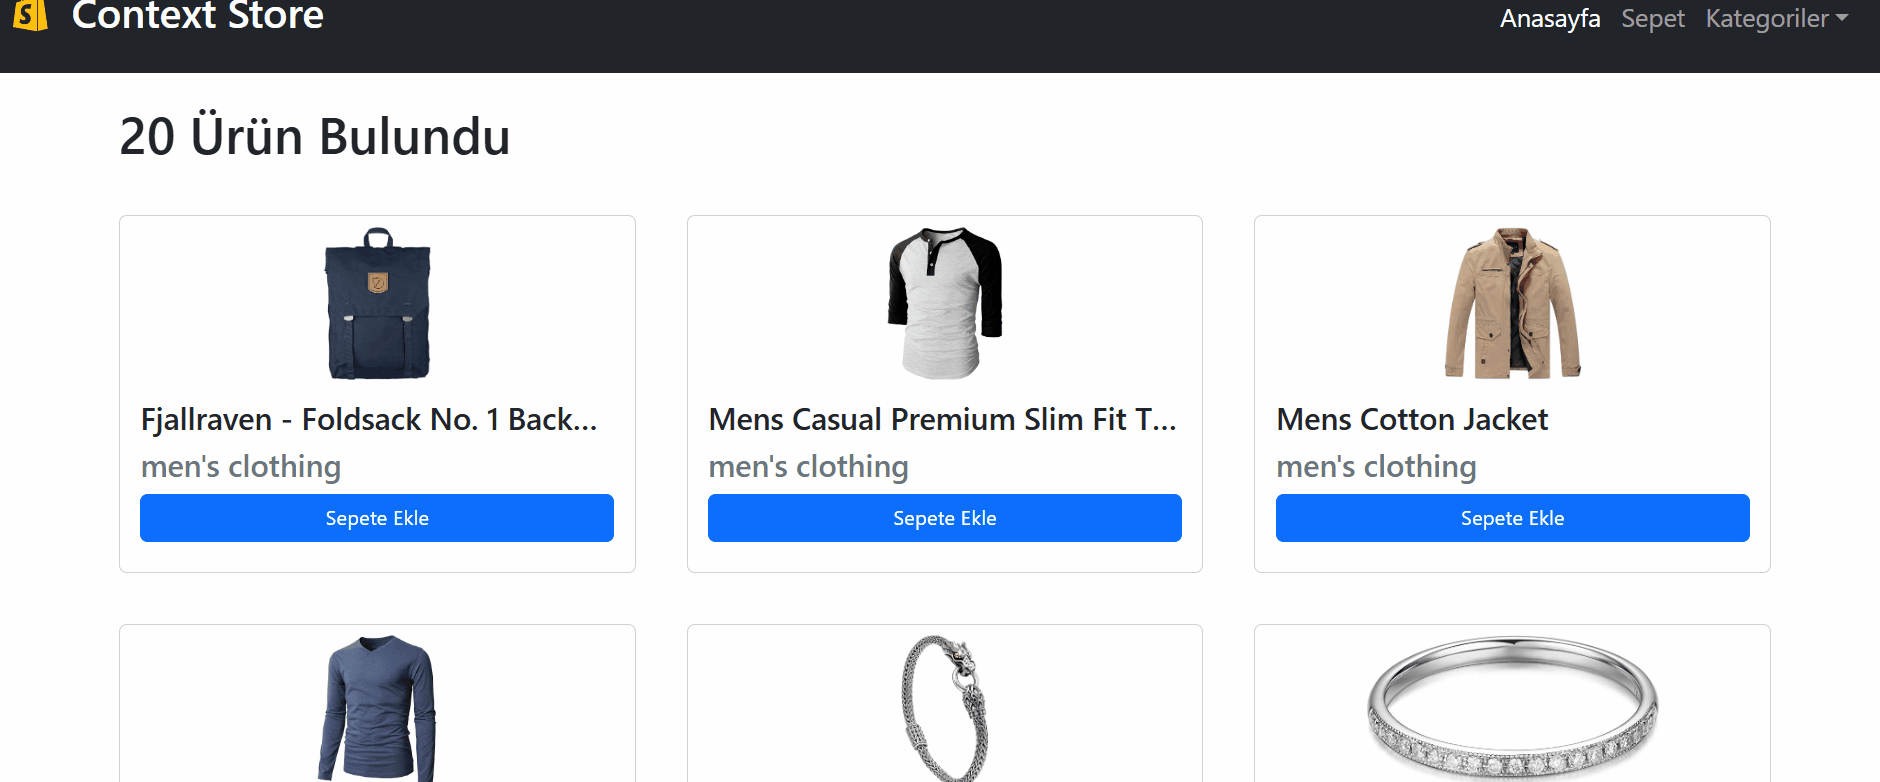 Context Store
Anasayfa Sepet Kategoriler
20 Ürün Bulundu
Fjallraven - Foldsack No. 1 Back...
men's clothing
Sepete Ekle
Mens Casual Premium Slim Fit T...
men's clothing
Sepete Ekle
Mens Cotton Jacket
men's clothing
Sepete Ekle